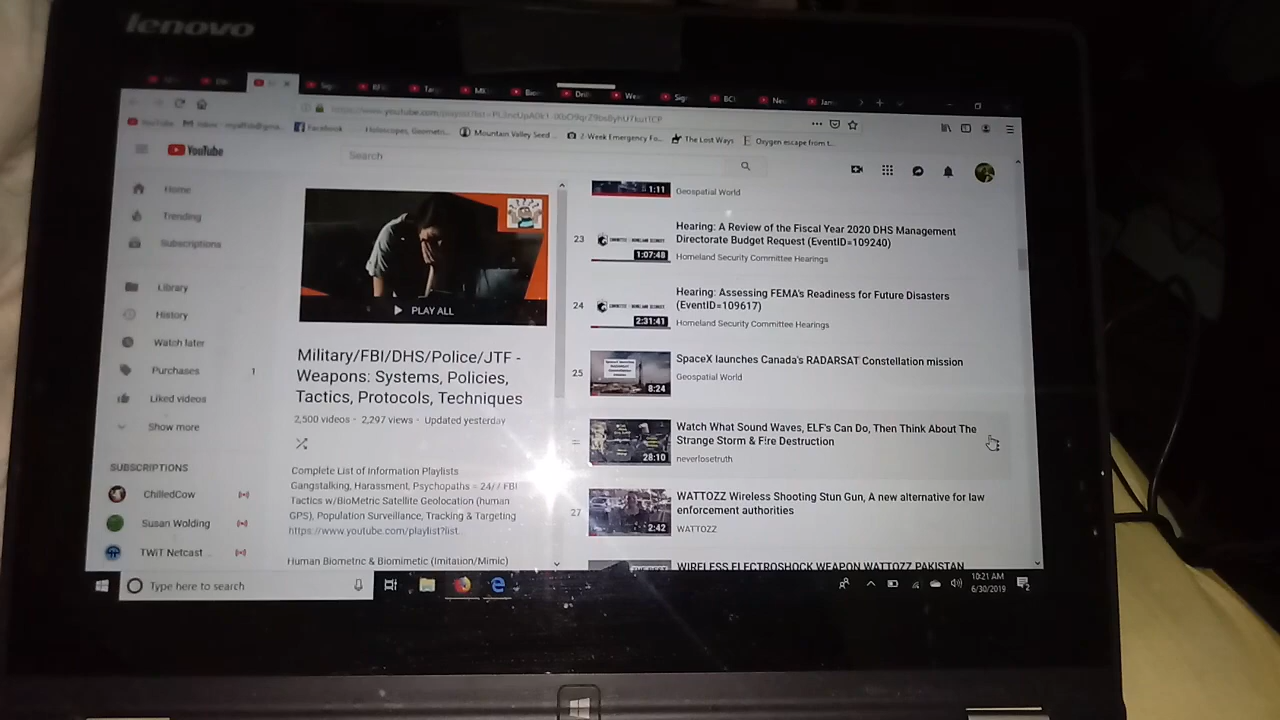 lenovo
YouTube
Facebook
Mountain Valley Seed ...
2-Week Emergency Fo...
The Lost Ways
Oxygen escape from t...
YouTube
Search
Home
Trending
Subscriptions
Library
History
Watch later
Purchases 1
Liked videos
Show more
SUBSCRIPTIONS
ChilledCow
Susan Wolding
TWiT Netcast ...
PLAY ALL
Military/FBI/DHS/Police/JTF -
Weapons: Systems, Policies,
Tactics, Protocols, Techniques
2,500 videos · 2,297 views · Updated yesterday
Complete List of Information Playlists
Gangstalking, Harassment, Psychopaths = 24/7 FBI
Tactics w/BioMetric Satellite Geolocation (human
GPS), Population Surveillance, Tracking & Targeting
https://www.youtube.com/playlist?list...
Human Biometric & Biomimetic (Imitation/Mimic)
1:11
Geospatial World
23
1:07:48
Hearing: A Review of the Fiscal Year 2020 DHS Management
Directorate Budget Request (EventID=109240)
Homeland Security Committee Hearings
24
2:31:41
Hearing: Assessing FEMA's Readiness for Future Disasters
(EventID=109617)
Homeland Security Committee Hearings
25
8:24
SpaceX launches Canada's RADARSAT Constellation mission
Geospatial World
28:10
Watch What Sound Waves, ELF's Can Do, Then Think About The
Strange Storm & Fire Destruction
neverlosetruth
27
2:42
WATTOZZ Wireless Shooting Stun Gun, A new alternative for law
enforcement authorities
WATTOZZ
WIRELESS ELECTROSHOCK WEAPON WATTOZZ PAKISTAN
Type here to search
10:21 AM
6/30/2019
2